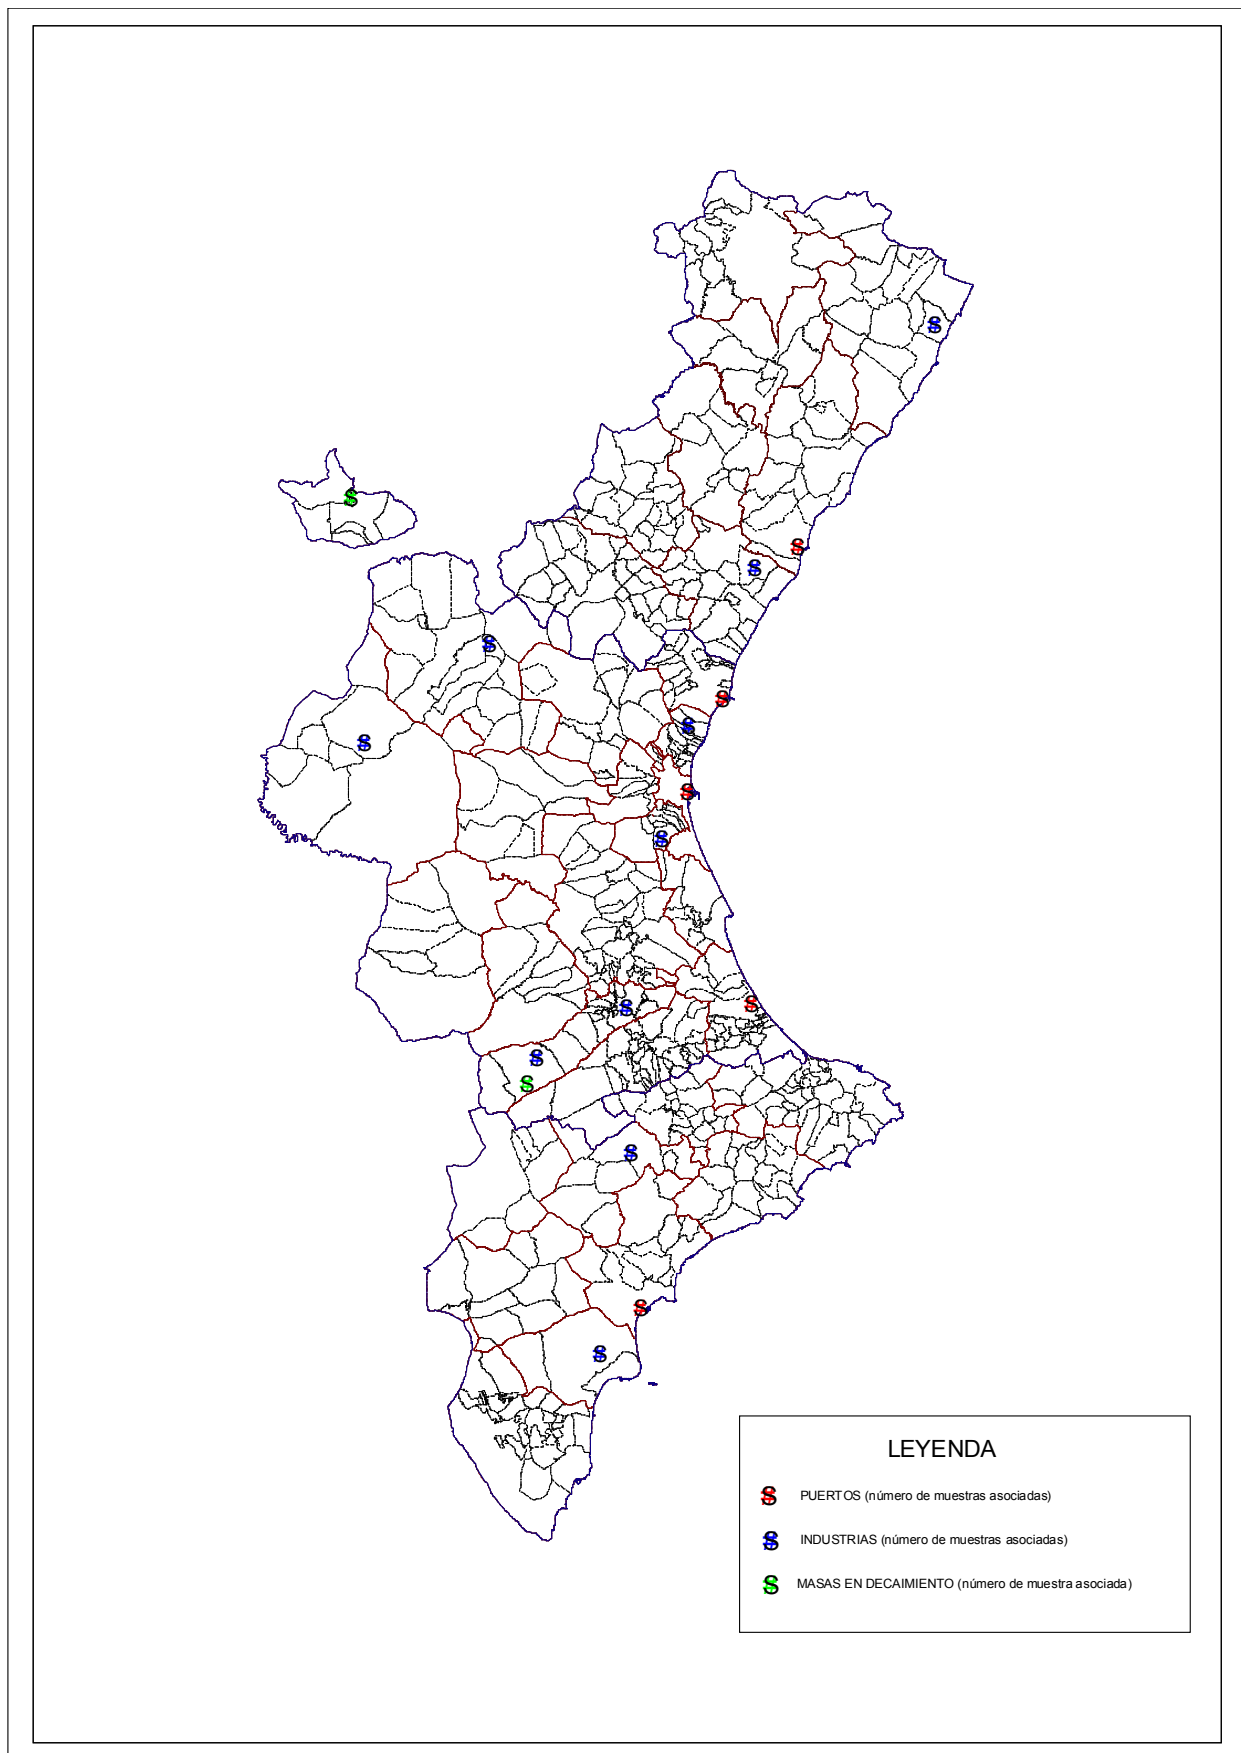 LEYENDA
$ PUERTOS (número de muestras asociadas)
$ INDUSTRIAS (número de muestras asociadas)
$ MASAS EN DECAIMIENTO (número de muestra asociada)